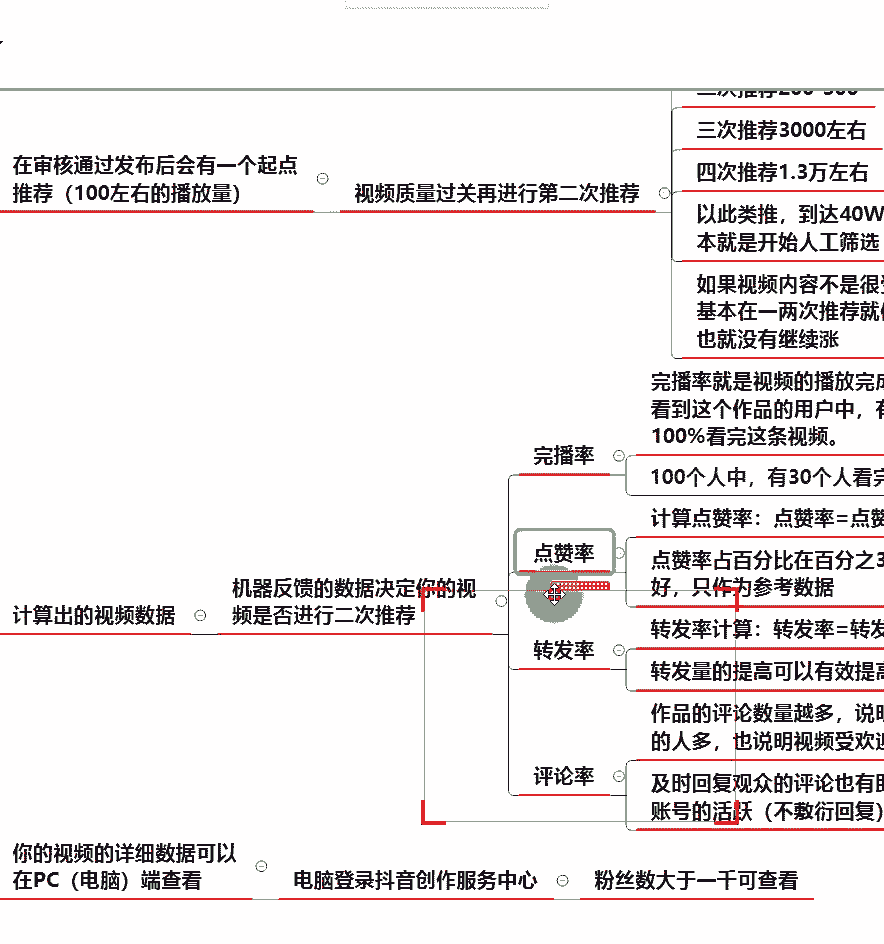 三次推荐3000左右
在审核通过发布后会有一个起点
推荐（100左右的播放量）
视频质量过关再进行第二次推荐
四次推荐1.3万左右
以此类推，到达40W
本就是开始人工筛选
如果视频内容不是很
基本在一两次推荐就
也就没有继续涨
完播率就是视频的播放完成
看到这个作品的用户中，有
100%看完这条视频。
完播率
100个人中，有30个人看完
计算点赞率：点赞率=点赞
点赞率
点赞率占百分比在百分之3
好，只作为参考数据
计算出的视频数据
机器反馈的数据决定你的视
频是否进行二次推荐
转发率计算：转发率=转发
转发率
转发量的提高可以有效提高
作品的评论数量越多，说明
的人多，也说明视频受欢迎
评论率
及时回复观众的评论也有
账号的活跃（不敷衍回复）
你的视频的详细数据可以
在PC（电脑）端查看
电脑登录抖音创作服务中心
粉丝数大于一千可查看